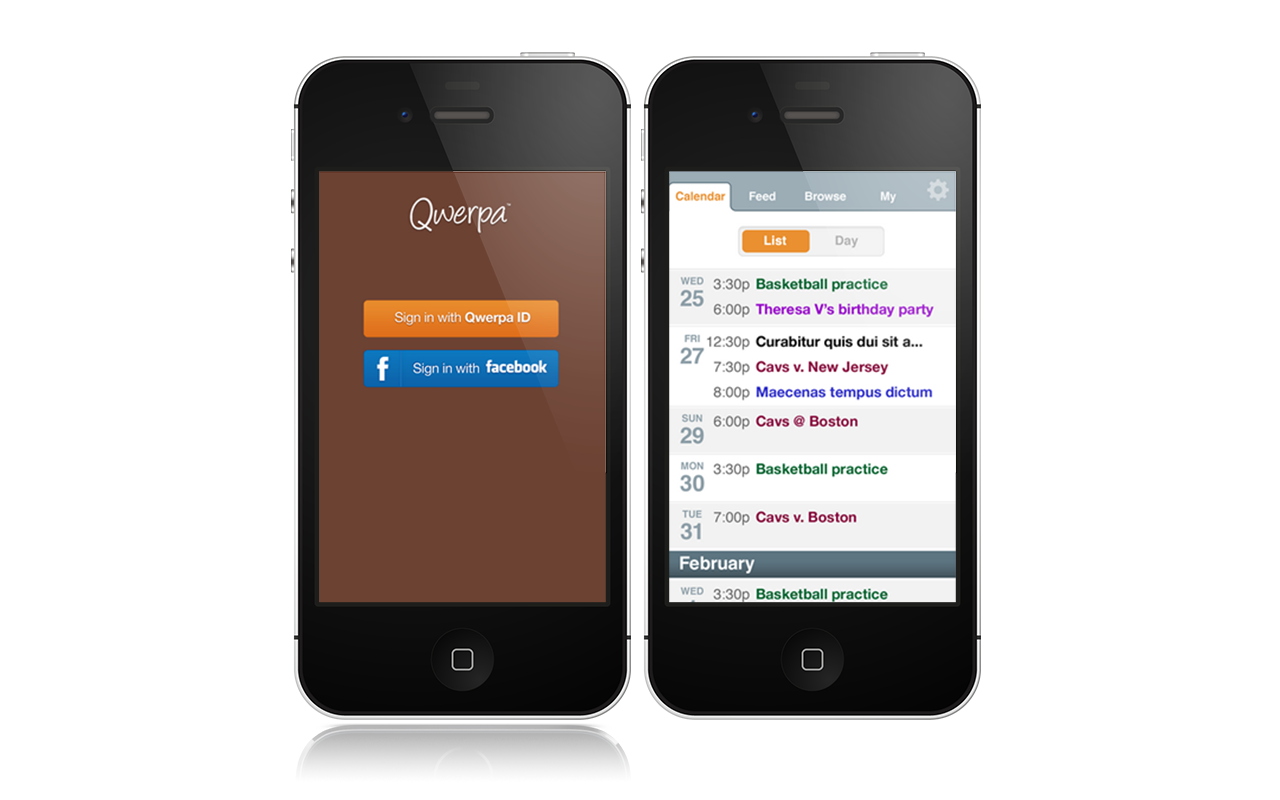 Qwerpa™
Sign in with Qwerpa ID
f Sign in with facebook
Calendar Feed Browse My
List Day
WED 25 3:30p Basketball practice
6:00p Theresa V's birthday party
FRI 27 12:30p Curabitur quis dui sit a...
7:30p Cavs v. New Jersey
8:00p Maecenas tempus dictum
SUN 29 6:00p Cavs @ Boston
MON 30 3:30p Basketball practice
TUE 31 7:00p Cavs v. Boston
February
WED 3:30p Basketball practice